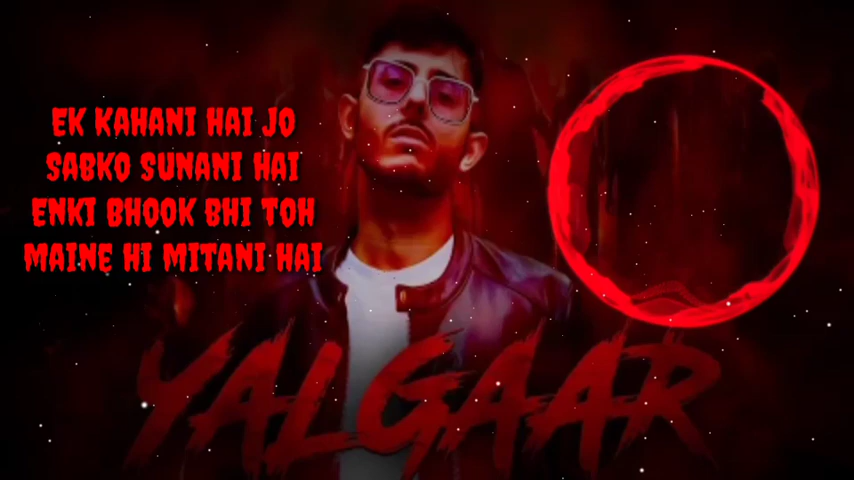 EK KAHANI HAI JO
SABKO SUNANI HAI
ENKI BHOOK BHI TOH
MAINE HI MITANI HAI
YALGAAR